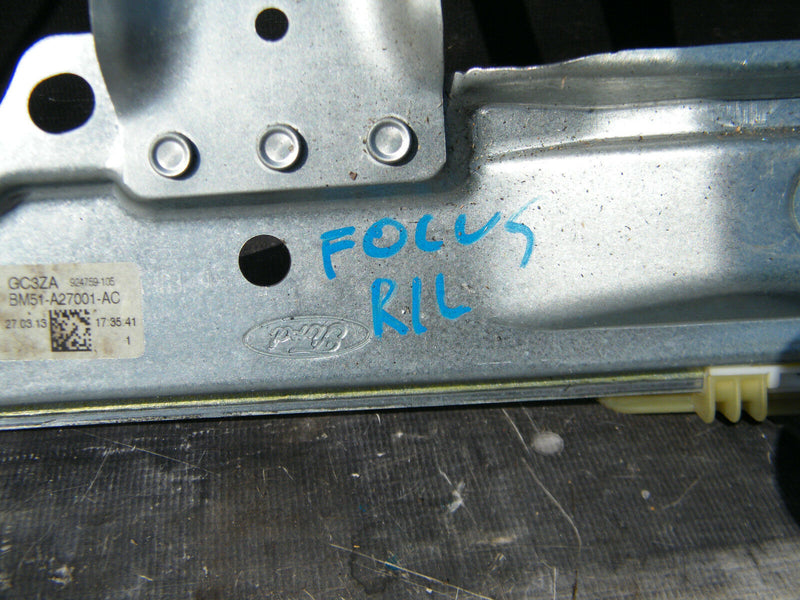 FOCUS
R/L
GC3ZA 924759-105
BM51-A27001-AC
27.03.13 17:35:41
1
Ford